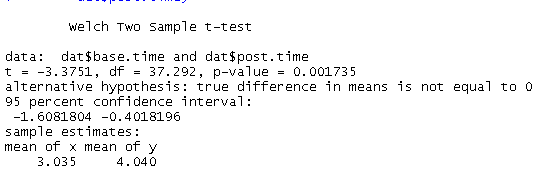 Welch Two Sample t-test
data:  dat$base.time and dat$post.time
t = -3.3751, df = 37.292, p-value = 0.001735
alternative hypothesis: true difference in means is not equal to 0
95 percent confidence interval:
 -1.6081804 -0.4018196
sample estimates:
mean of x mean of y
    3.035     4.040